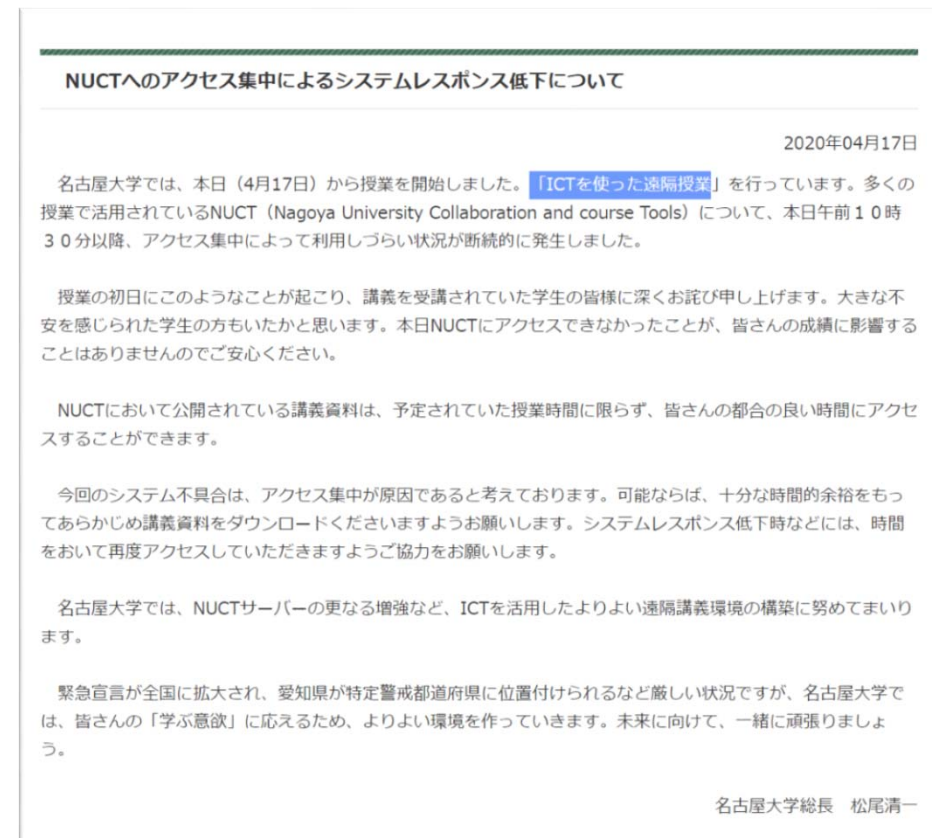 NUCTへのアクセス集中によるシステムレスポンス低下について
2020年04月17日
名古屋大学では、本日（4月17日）から授業を開始しました。「ICTを使った遠隔授業」を行っています。多くの
授業で活用されているNUCT（Nagoya University Collaboration and course Tools）について、本日午前１０時
３０分以降、アクセス集中によって利用しづらい状況が断続的に発生しました。
授業の初日にこのようなことが起こり、講義を受講されていた学生の皆様に深くお詫び申し上げます。大きな不
安を感じられた学生の方もいたかと思います。本日NUCTにアクセスできなかったことが、皆さんの成績に影響する
ことはありませんのでご安心ください。
NUCTにおいて公開されている講義資料は、予定されていた授業時間に限らず、皆さんの都合の良い時間にアクセ
スすることができます。
今回のシステム不具合は、アクセス集中が原因であると考えております。可能ならば、十分な時間的余裕をもっ
てあらかじめ講義資料をダウンロードくださいますようお願いします。システムレスポンス低下時などには、時間
をおいて再度アクセスしていただきますようご協力をお願いします。
名古屋大学では、NUCTサーバーの更なる増強など、ICTを活用したよりよい遠隔講義環境の構築に努めてまいり
ます。
緊急宣言が全国に拡大され、愛知県が特定警戒都道府県に位置付けられるなど厳しい状況ですが、名古屋大学で
は、皆さんの「学ぶ意欲」に応えるため、よりよい環境を作っていきます。未来に向けて、一緒に頑張りましょ
う。
名古屋大学総長　松尾清一